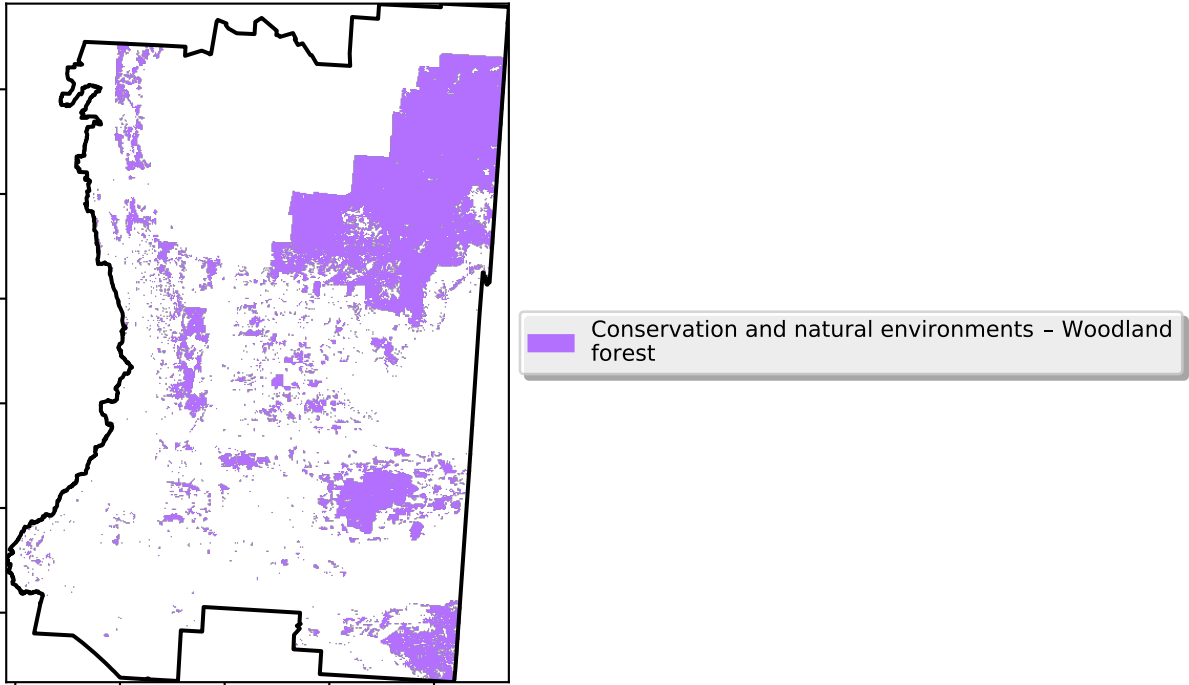 Conservation and natural environments – Woodland
forest